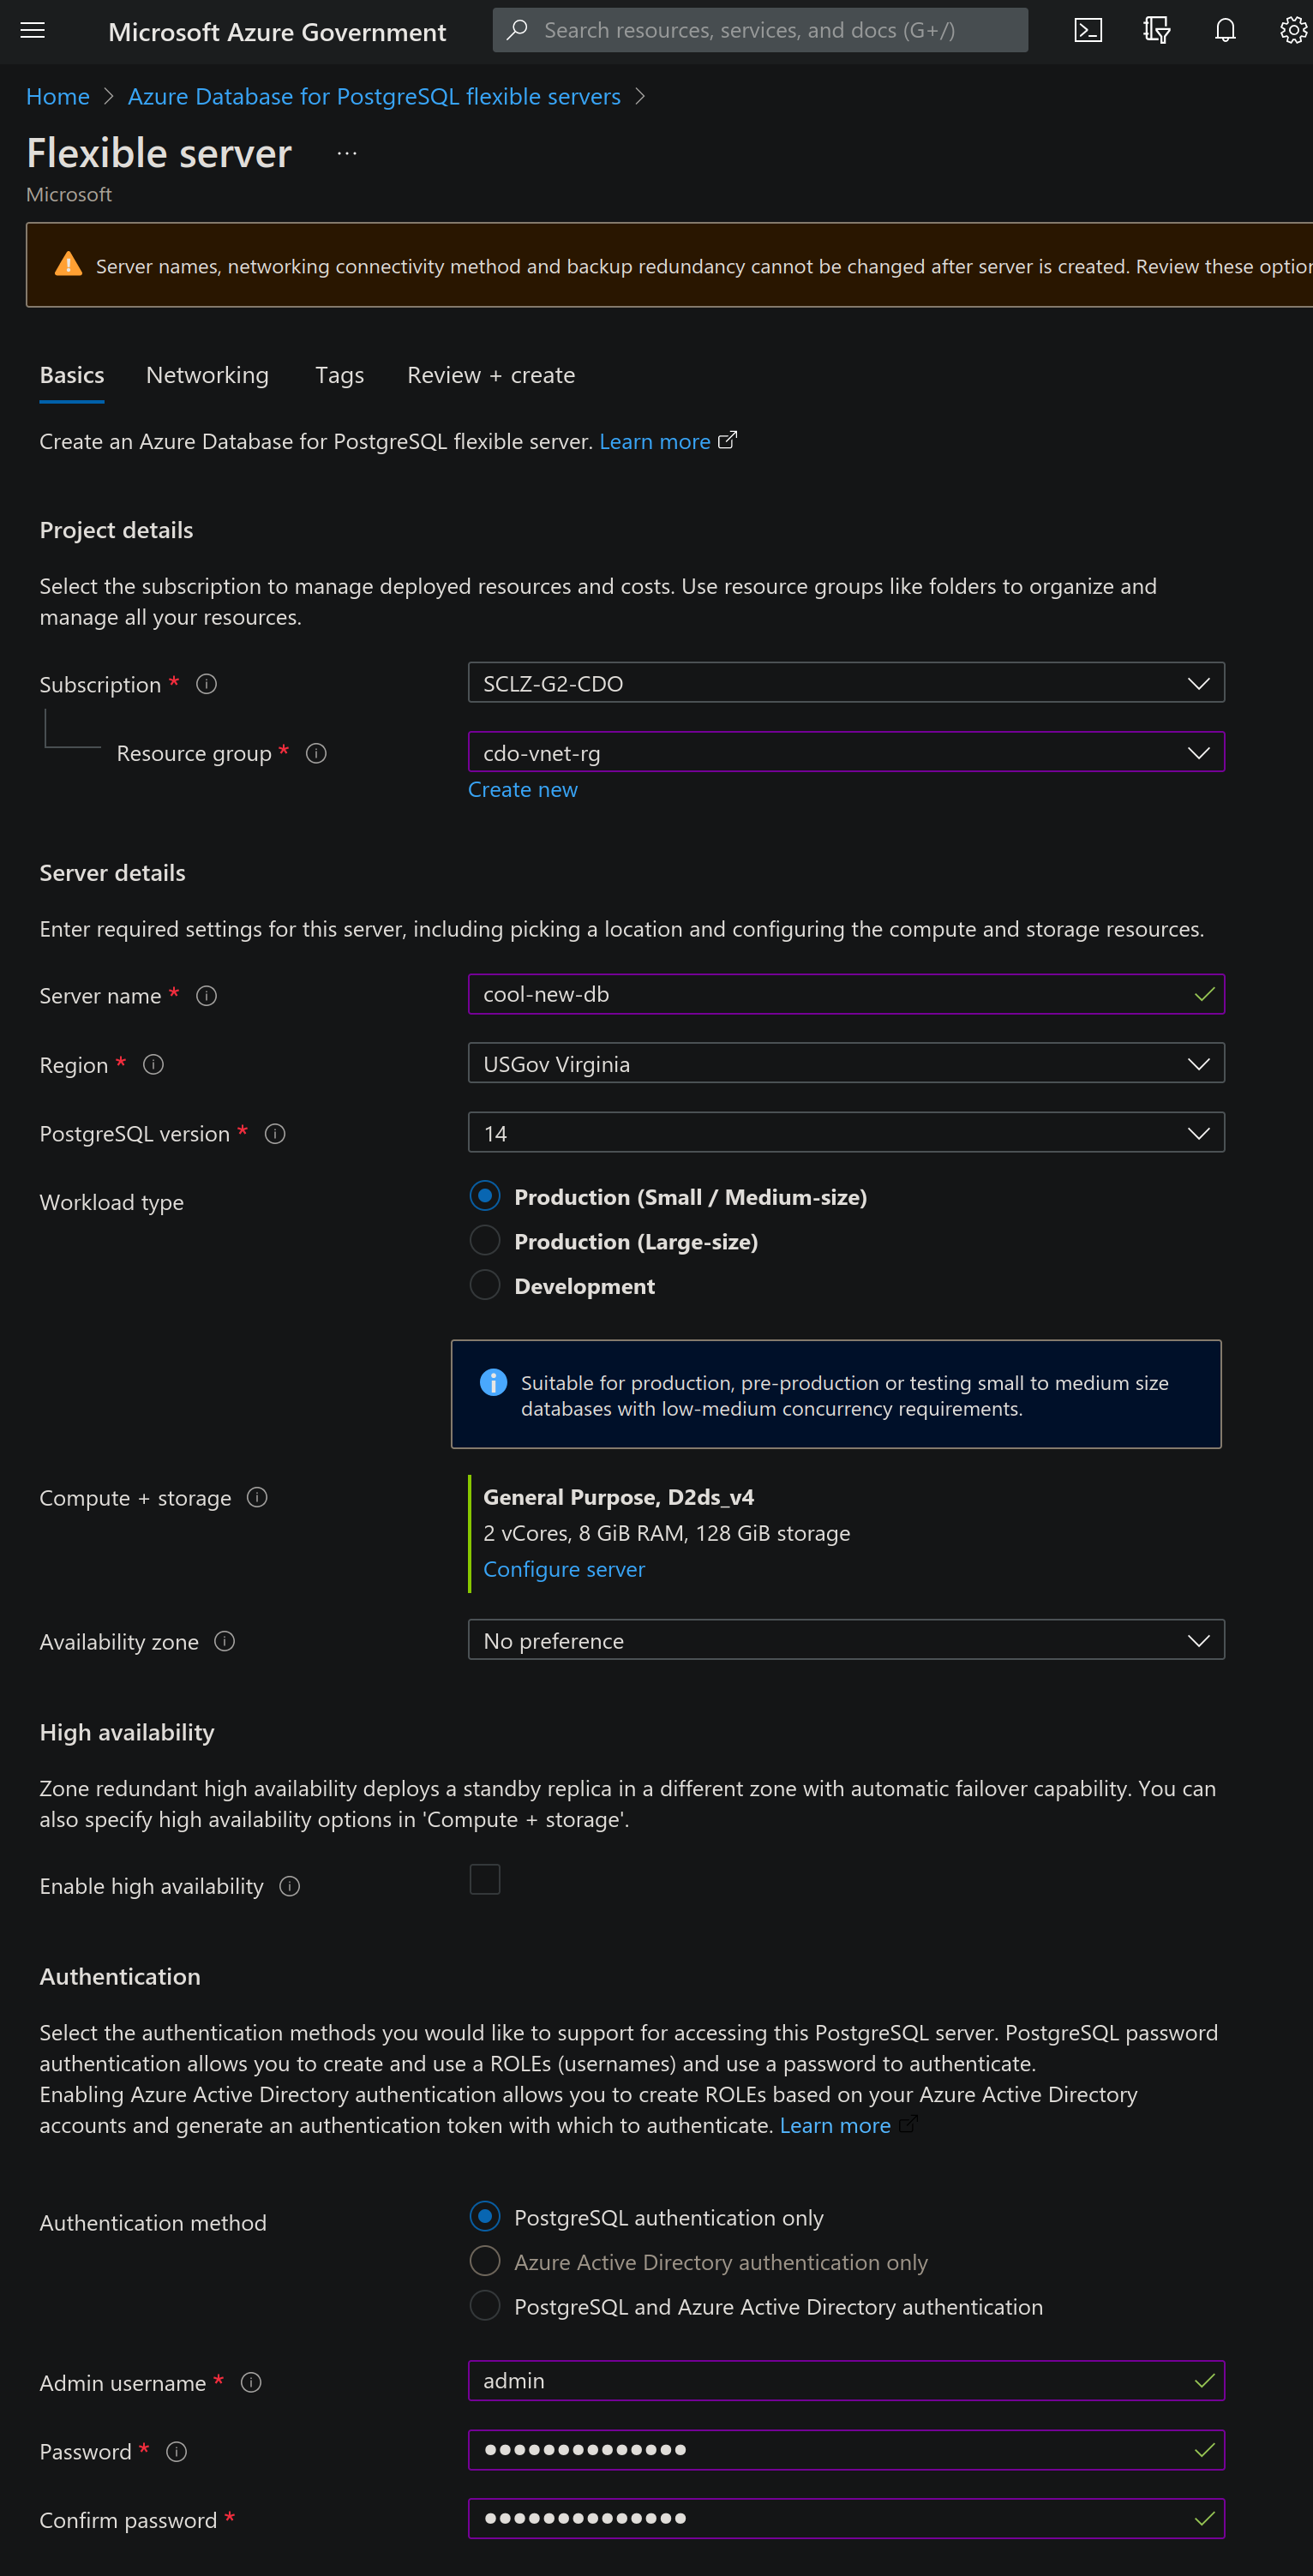 Microsoft Azure Government
Search resources, services, and docs (G+/)
Home > Azure Database for PostgreSQL flexible servers >
Flexible server ...
Microsoft
Server names, networking connectivity method and backup redundancy cannot be changed after server is created. Review these
Basics Networking Tags Review + create
Create an Azure Database for PostgreSQL flexible server. Learn more
Project details
Select the subscription to manage deployed resources and costs. Use resource groups like folders to organize and
manage all your resources.
Subscription *
SCLZ-G2-CDO
Resource group *
cdo-vnet-rg
Create new
Server details
Enter required settings for this server, including picking a location and configuring the compute and storage resources.
Server name *
cool-new-db
Region *
USGov Virginia
PostgreSQL version *
14
Workload type
Production (Small / Medium-size)
Production (Large-size)
Development
Suitable for production, pre-production or testing small to medium size
databases with low-medium concurrency requirements.
Compute + storage
General Purpose, D2ds_v4
2 vCores, 8 GiB RAM, 128 GiB storage
Configure server
Availability zone
No preference
High availability
Zone redundant high availability deploys a standby replica in a different zone with automatic failover capability. You can
also specify high availability options in 'Compute + storage'.
Enable high availability
Authentication
Select the authentication methods you would like to support for accessing this PostgreSQL server. PostgreSQL password
authentication allows you to create and use a ROLEs (usernames) and use a password to authenticate.
Enabling Azure Active Directory authentication allows you to create ROLEs based on your Azure Active Directory
accounts and generate an authentication token with which to authenticate. Learn more
Authentication method
PostgreSQL authentication only
Azure Active Directory authentication only
PostgreSQL and Azure Active Directory authentication
Admin username *
admin
Password *
••••••••••••••
Confirm password *
••••••••••••••